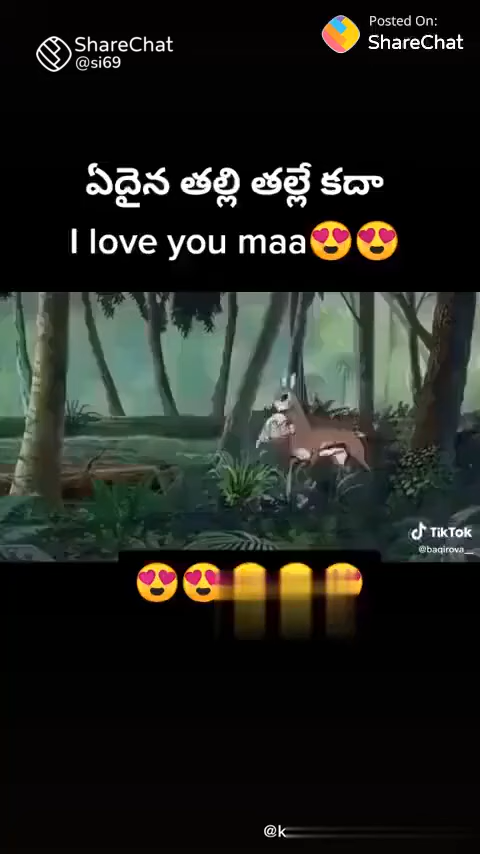 ShareChat
@si69
Posted On:
ShareChat
ఏదైన తల్లి తల్లే కదా
I love you maa😍😍
TikTok
@baqirova__
😍😍
@k